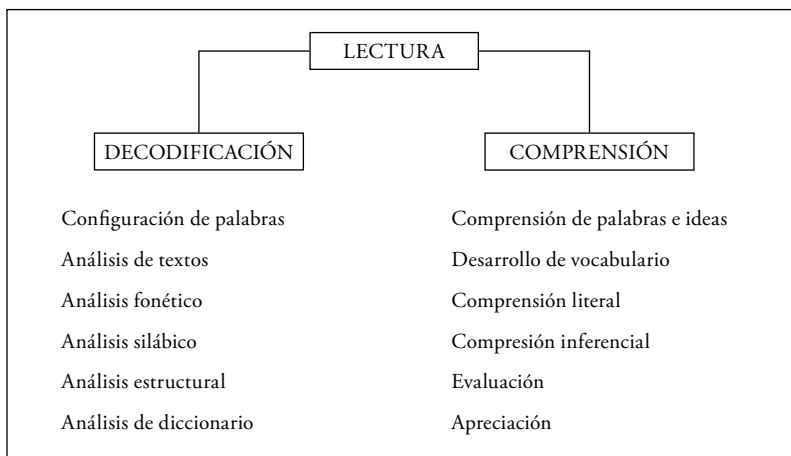 LECTURA
DECODIFICACIÓN
COMPRENSIÓN
Configuración de palabras
Análisis de textos
Análisis fonético
Análisis silábico
Análisis estructural
Análisis de diccionario
Comprensión de palabras e ideas
Desarrollo de vocabulario
Comprensión literal
Compresión inferencial
Evaluación
Apreciación